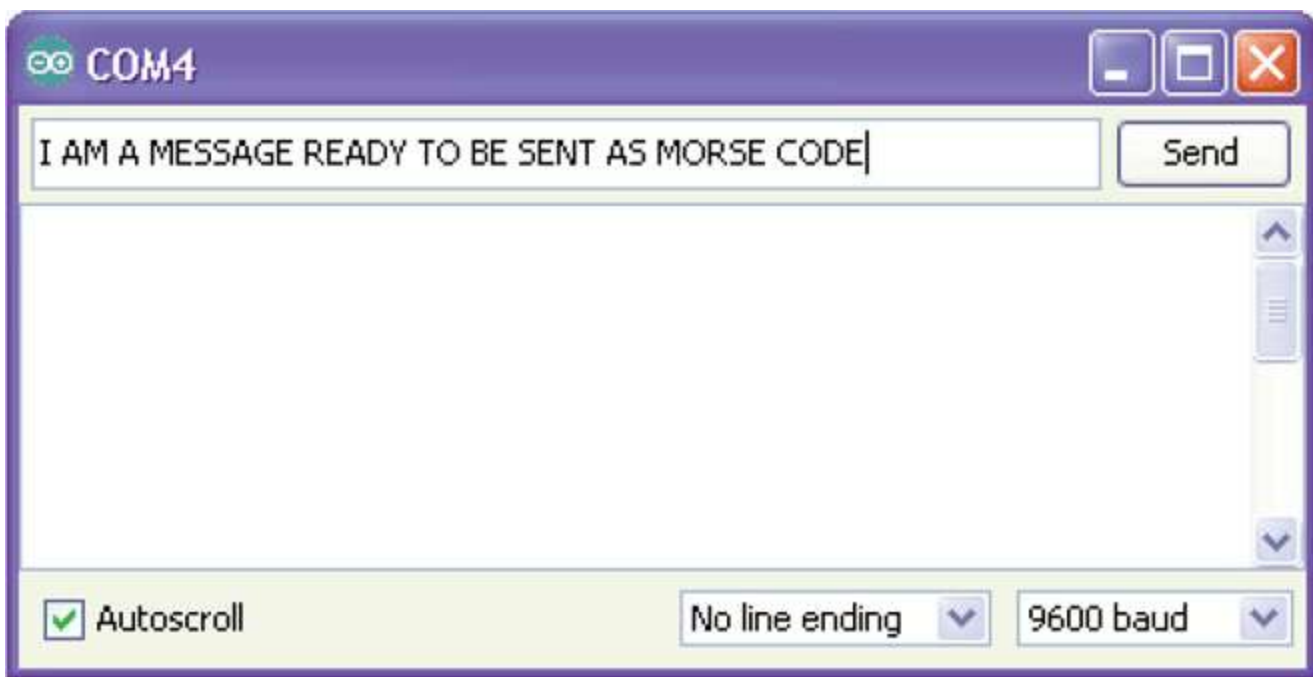 COM4
I AM A MESSAGE READY TO BE SENT AS MORSE CODE
Send
Autoscroll
No line ending
9600 baud